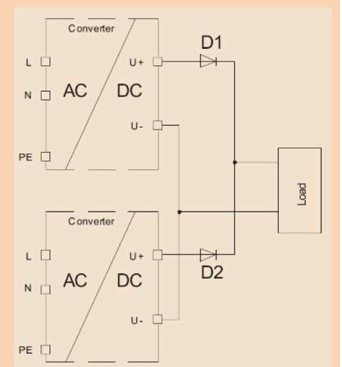 Converter
D1
L
U+
N
AC
DC
U-
PE
Load
Converter
L
U+
D2
N
AC
DC
U-
PE